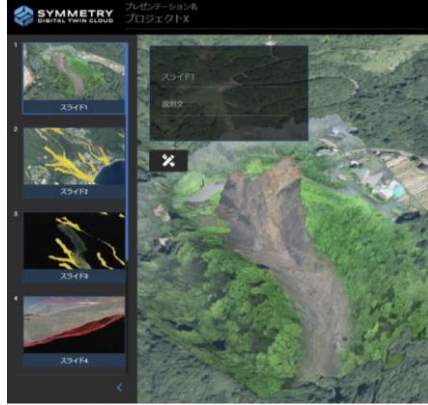 SYMMETRY
DIGITAL TWIN CLOUD
プレゼンテーション名
プロジェクトX
1
スライド1
2
スライド2
3
スライド3
4
スライド4
スライド1
説明文